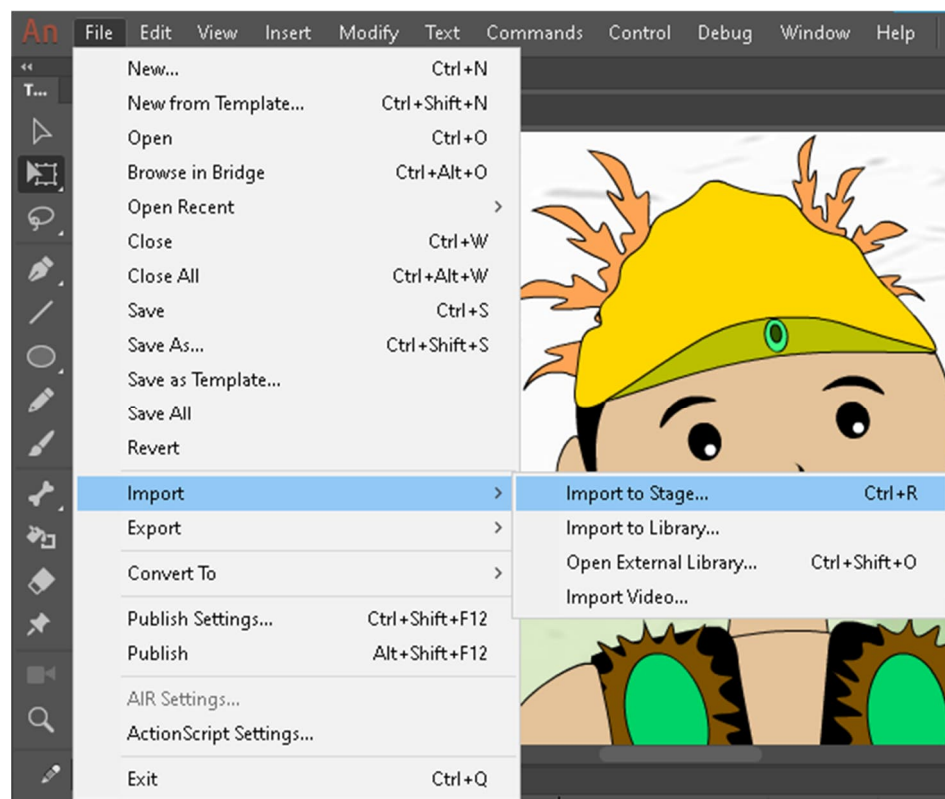 An File Edit View Insert Modify Text Commands Control Debug Window Help
T...
New... Ctrl+N
New from Template... Ctrl+Shift+N
Open Ctrl+O
Browse in Bridge Ctrl+Alt+O
Open Recent
Close Ctrl+W
Close All Ctrl+Alt+W
Save Ctrl+S
Save As... Ctrl+Shift+S
Save as Template...
Save All
Revert
Import
Export
Convert To
Publish Settings... Ctrl+Shift+F12
Publish Alt+Shift+F12
AIR Settings...
ActionScript Settings...
Exit Ctrl+Q
Import to Stage... Ctrl+R
Import to Library...
Open External Library... Ctrl+Shift+O
Import Video...